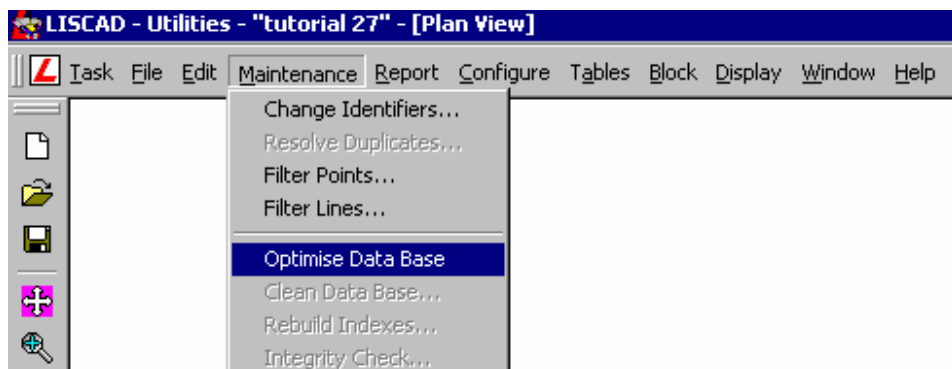 LISCAD - Utilities - "tutorial 27" - [Plan View]
Task File Edit Maintenance Report Configure Tables Block Display Window Help
Change Identifiers...
Resolve Duplicates...
Filter Points...
Filter Lines...
Optimise Data Base
Clean Data Base...
Rebuild Indexes...
Integrity Check...